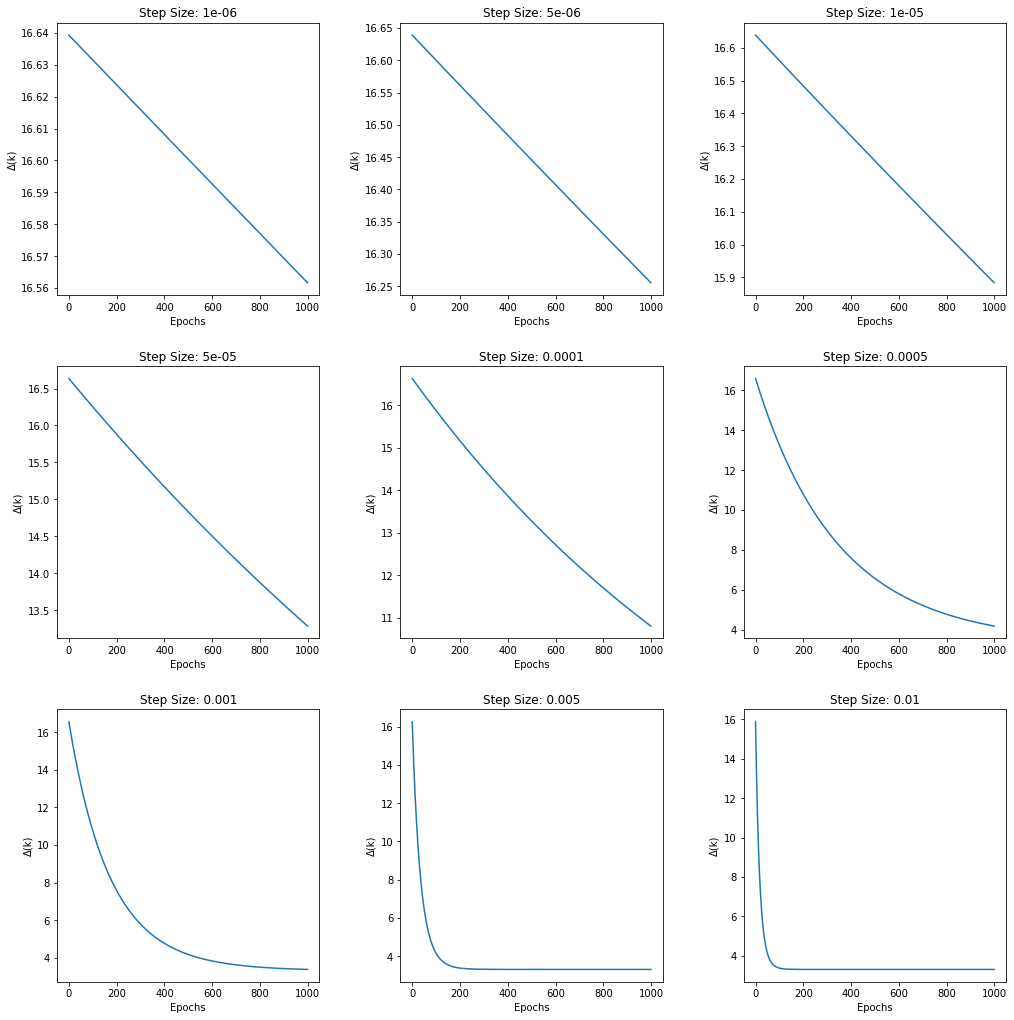 Step Size: 1e-06
16.64
16.63
16.62
16.61
16.60
16.59
16.58
16.57
16.56
Δ(k)
0 200 400 600 800 1000
Epochs
Step Size: 5e-06
16.65
16.60
16.55
16.50
16.45
16.40
16.35
16.30
16.25
Δ(k)
0 200 400 600 800 1000
Epochs
Step Size: 1e-05
16.6
16.5
16.4
16.3
16.2
16.1
16.0
15.9
Δ(k)
0 200 400 600 800 1000
Epochs
Step Size: 5e-05
16.5
16.0
15.5
15.0
14.5
14.0
13.5
Δ(k)
0 200 400 600 800 1000
Epochs
Step Size: 0.0001
16
15
14
13
12
11
Δ(k)
0 200 400 600 800 1000
Epochs
Step Size: 0.0005
16
14
12
10
8
6
4
Δ(k)
0 200 400 600 800 1000
Epochs
Step Size: 0.001
16
14
12
10
8
6
4
Δ(k)
0 200 400 600 800 1000
Epochs
Step Size: 0.005
16
14
12
10
8
6
4
Δ(k)
0 200 400 600 800 1000
Epochs
Step Size: 0.01
16
14
12
10
8
6
4
Δ(k)
0 200 400 600 800 1000
Epochs